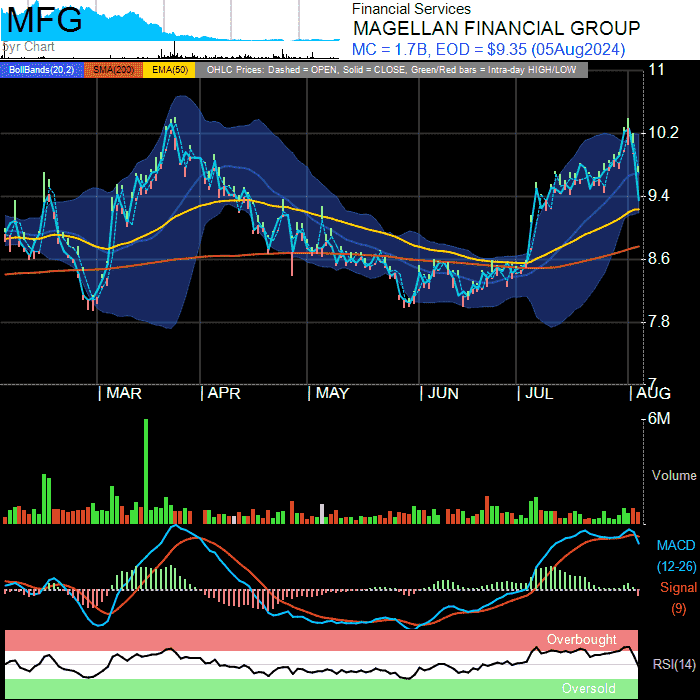 MFG
5yr Chart
Financial Services
MAGELLAN FINANCIAL GROUP
MC = 1.7B, EOD = $9.35 (05Aug2024)
BollBands(20,2) SMA(200) EMA(50) OHLC Prices: Dashed = OPEN, Solid = CLOSE, Green/Red bars = Intra-day HIGH/LOW
11
10.2
9.4
8.6
7.8
7
| MAR | APR | MAY | JUN | JUL | AUG
6M
Volume
MACD
(12-26)
Signal
(9)
Overbought
RSI(14)
Oversold